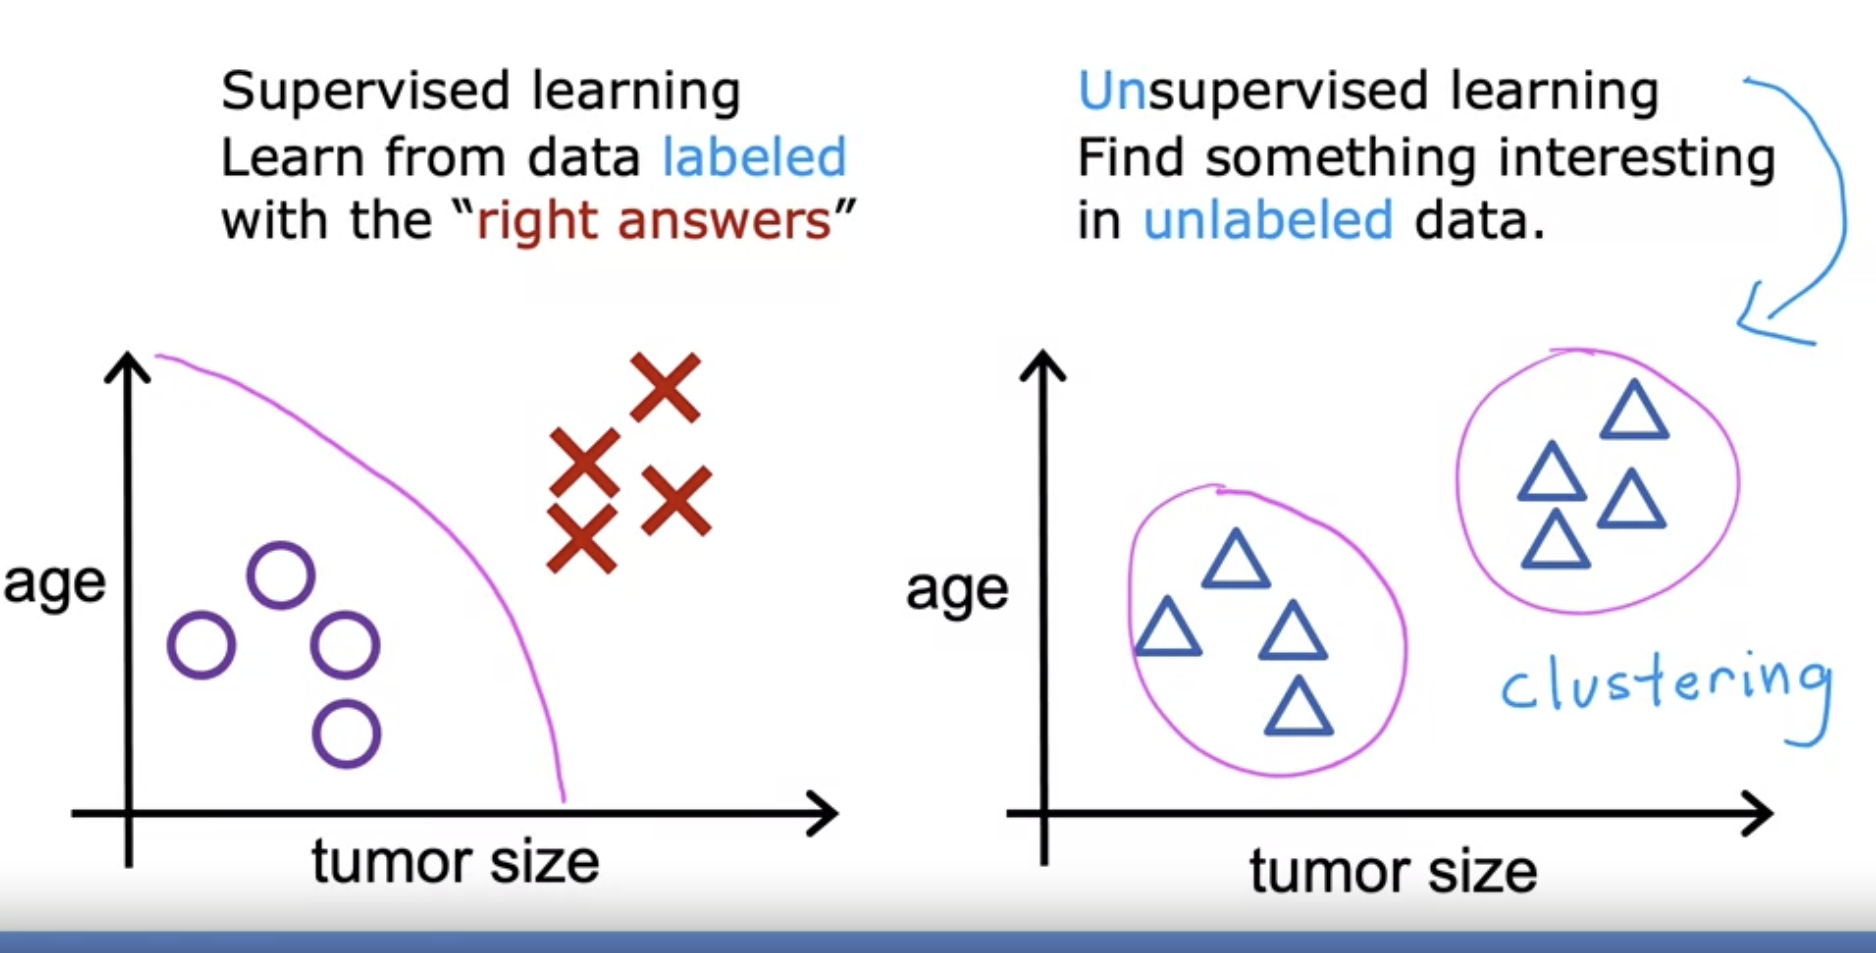 Supervised learning
Learn from data labeled
with the “right answers”
age
tumor size
Unsupervised learning
Find something interesting
in unlabeled data.
age
clustering
tumor size